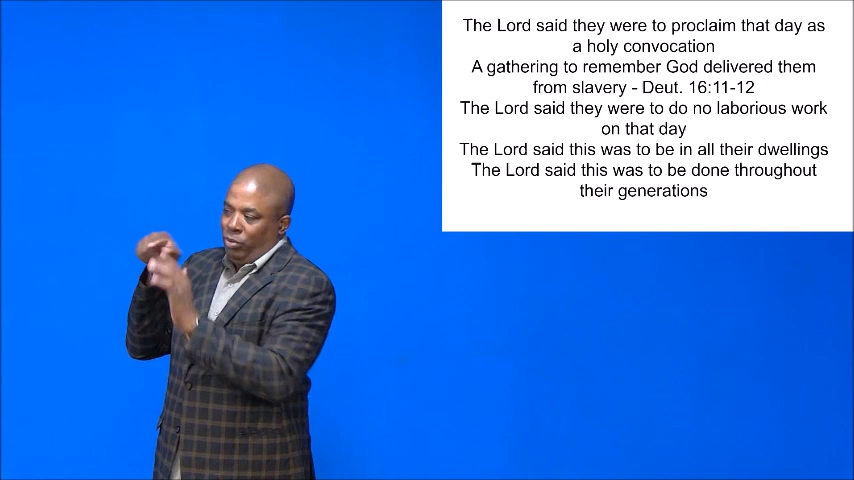 The Lord said they were to proclaim that day as
a holy convocation
A gathering to remember God delivered them
from slavery - Deut. 16:11-12
The Lord said they were to do no laborious work
on that day
The Lord said this was to be in all their dwellings
The Lord said this was to be done throughout
their generations